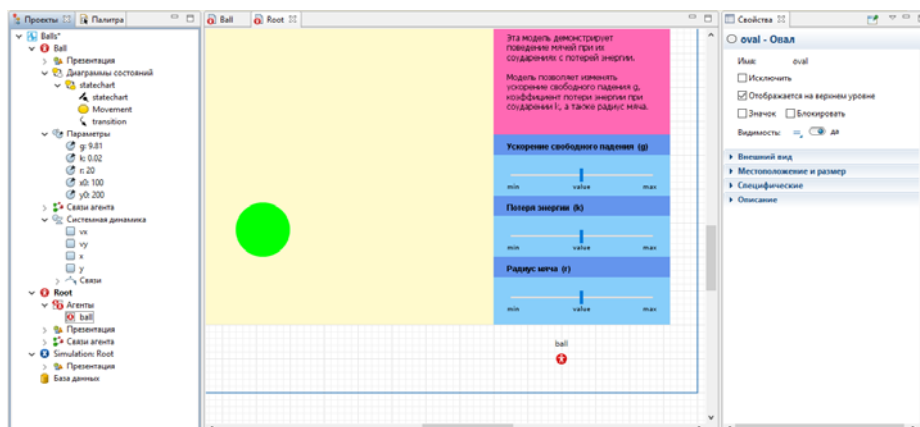 Проекты
Палитра
Balls*
Ball
Презентация
Диаграммы состояний
statechart
statechart
Movement
transition
Параметры
g: 9.81
k: 0.02
r: 20
x0: 100
y0: 200
Связи агента
Системная динамика
vx
vy
x
y
Связи
Root
Агенты
ball
Презентация
Связи агента
Simulation: Root
Презентация
База данных
Ball
Root
Эта модель демонстрирует
поведение мячей при их
соударениях с потерей энергии.
Модель позволяет изменять
ускорение свободного падения g,
коэффициент потери энергии при
соударении k, а также радиус мяча.
Ускорение свободного падения (g)
min value max
Потеря энергии (k)
min value max
Радиус мяча (r)
min value max
ball
Свойства
oval - Овал
Имя: oval
Исключить
Отображается на верхнем уровне
Значок Блокировать
Видимость: да
Внешний вид
Местоположение и размер
Специфические
Описание